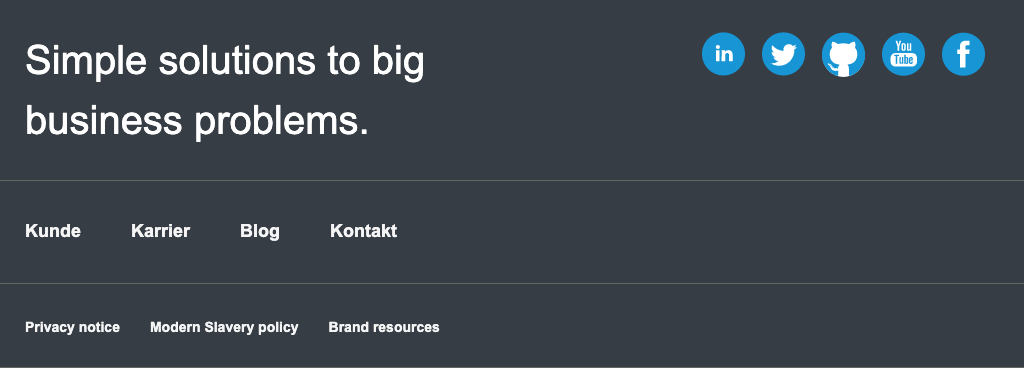 Simple solutions to big
business problems.
in
You
Tube
f
Kunde Karrier Blog Kontakt
Privacy notice Modern Slavery policy Brand resources